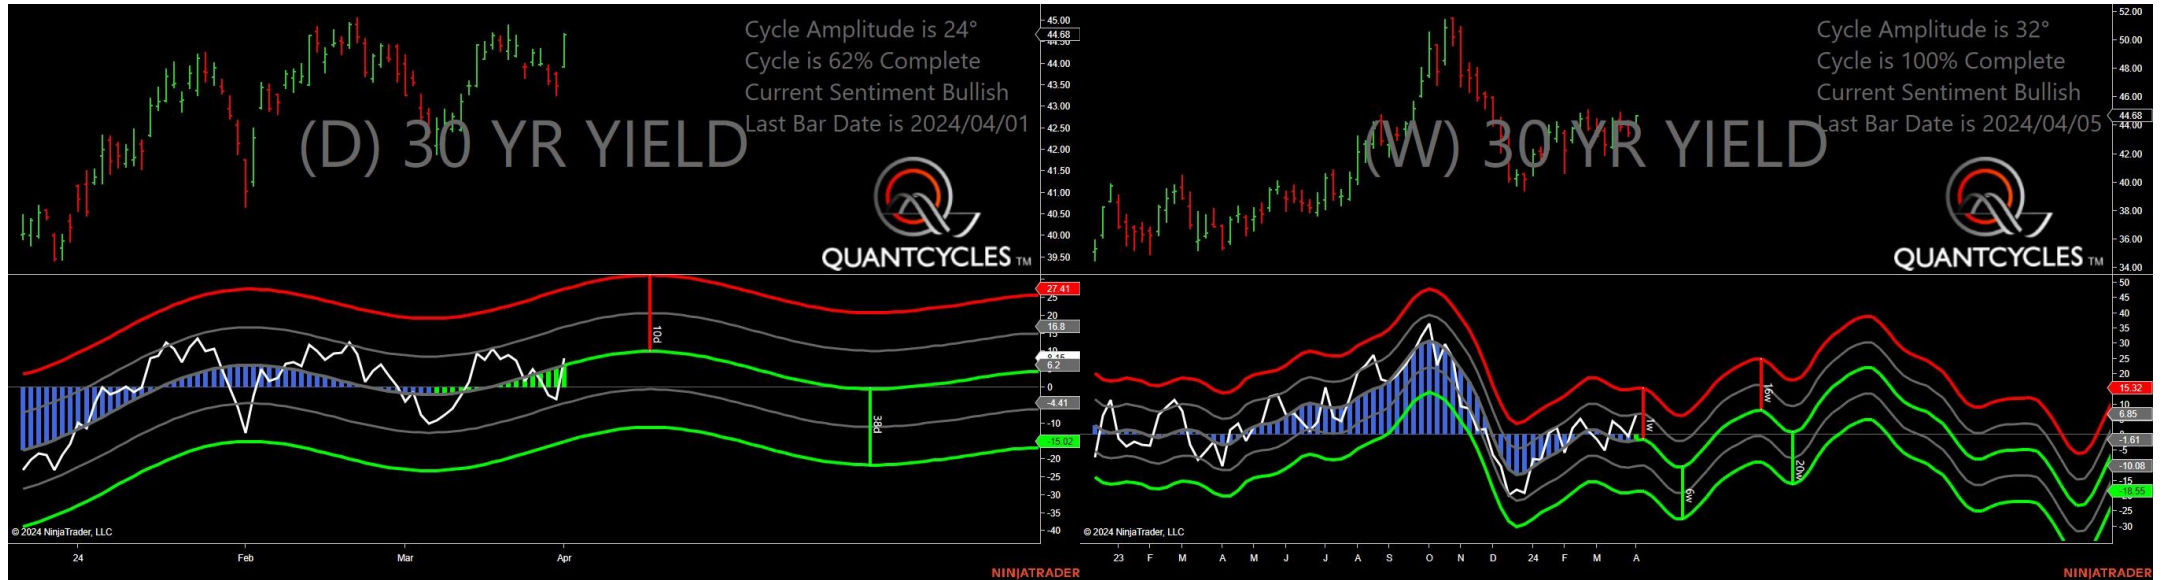 Cycle Amplitude is 24°
Cycle is 62% Complete
Current Sentiment Bullish
Last Bar Date is 2024/04/01
(D) 30 YR YIELD
QUANTCYCLES TM
45.00
44.68
44.50
44.00
43.50
43.00
42.50
42.00
41.50
41.00
40.50
40.00
39.50
10d
38d
27.41
25
20
16.8
10
8.15
6.2
0
-4.41
-10
-15.02
-20
-25
-30
-35
-40
© 2024 NinjaTrader, LLC
24 Feb Mar Apr
NINJATRADER
Cycle Amplitude is 32°
Cycle is 100% Complete
Current Sentiment Bullish
Last Bar Date is 2024/04/05
(W) 30 YR YIELD
QUANTCYCLES TM
52.00
50.00
48.00
46.00
44.68
44.00
42.00
40.00
38.00
36.00
34.00
1w
6w
16w
20w
50
45
40
35
30
25
20
15.32
10
6.85
-1.61
-5
-10.08
-15
-18.55
-25
-30
© 2024 NinjaTrader, LLC
23 F M A M J J A S O N D 24 F M A
NINJATRADER